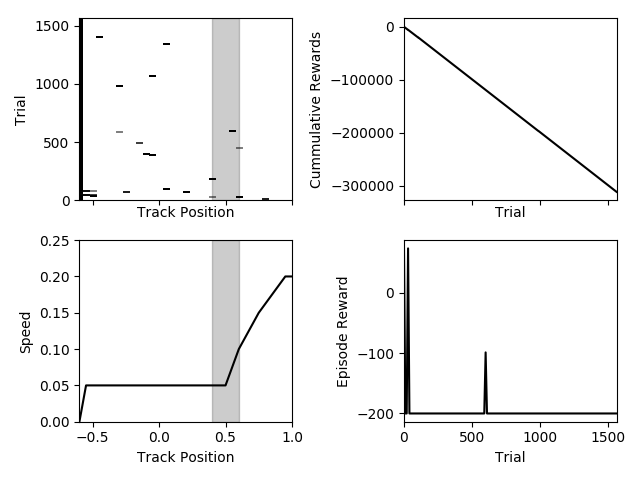 1500
1000
500
0
Trial
Track Position
0
−100000
−200000
−300000
Cummulative Rewards
Trial
0.25
0.20
0.15
0.10
0.05
0.00
Speed
−0.5 0.0 0.5 1.0
Track Position
0
−100
−200
Episode Reward
0 500 1000 1500
Trial